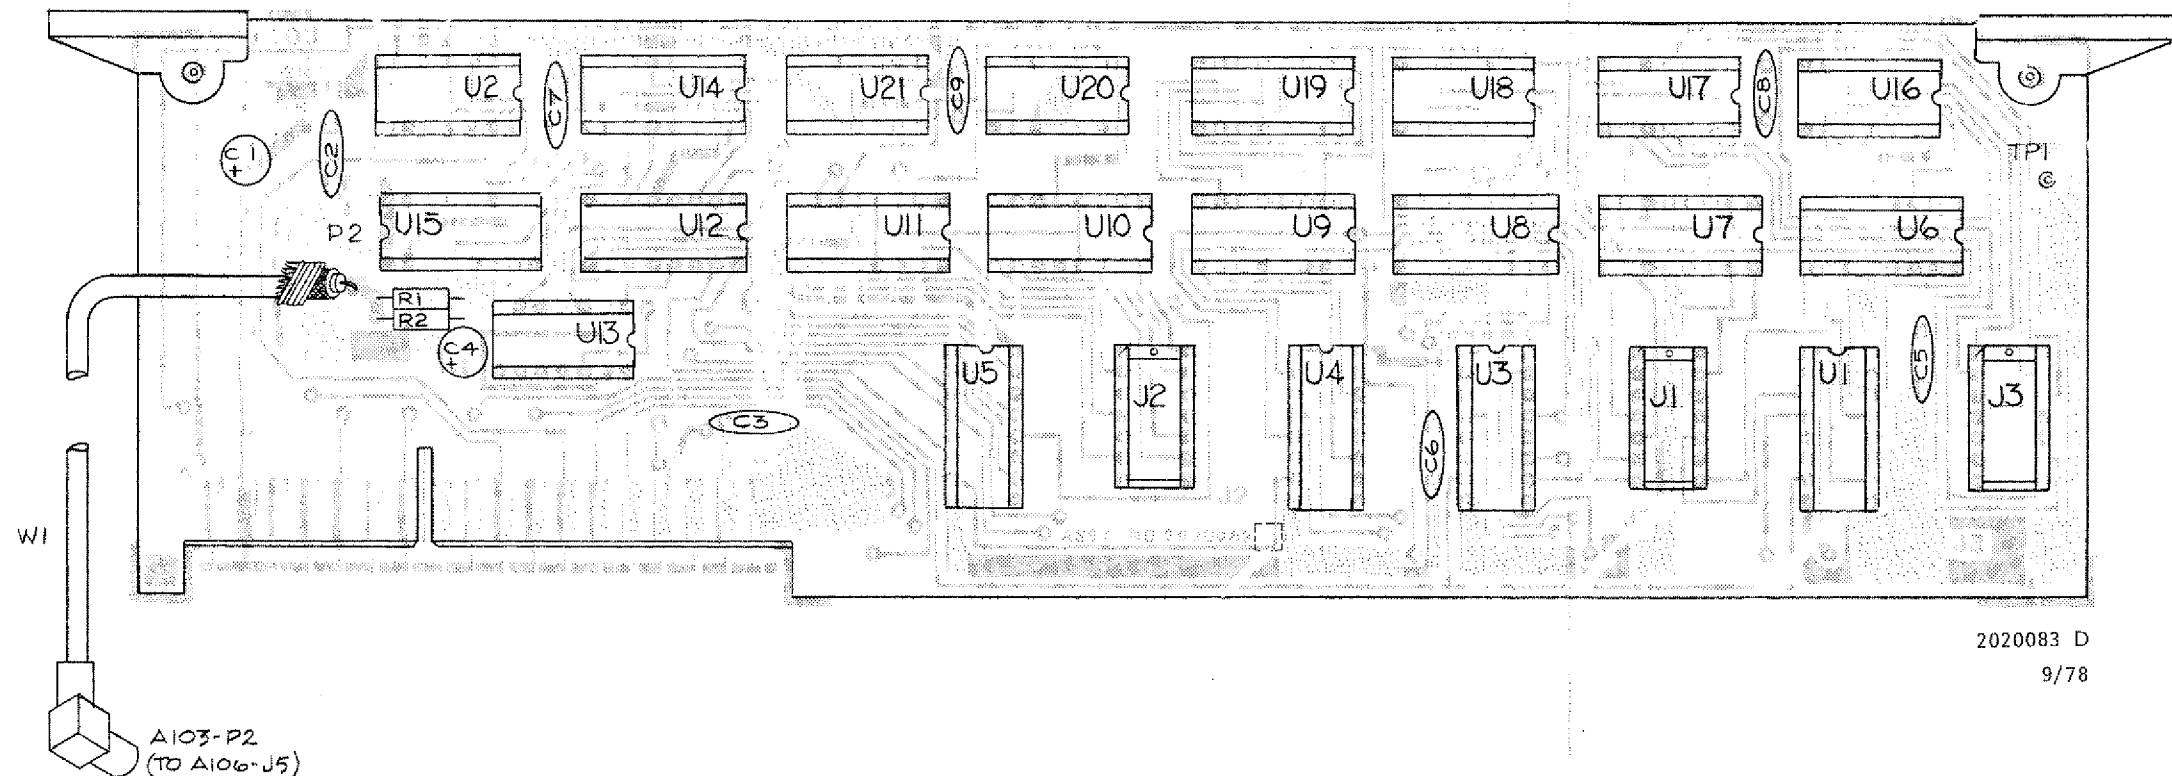 U2
C7
U14
U21
C9
U20
U19
U18
U17
C8
U16
C1
+
C2
TP1
P2
U15
U12
U11
U10
U9
U8
U7
U6
R1
R2
C4
+
U13
U5
J2
U4
U3
J1
U1
C5
J3
C3
C6
W1
2020083 D
9/78
A103-P2
(TO A106-J5)